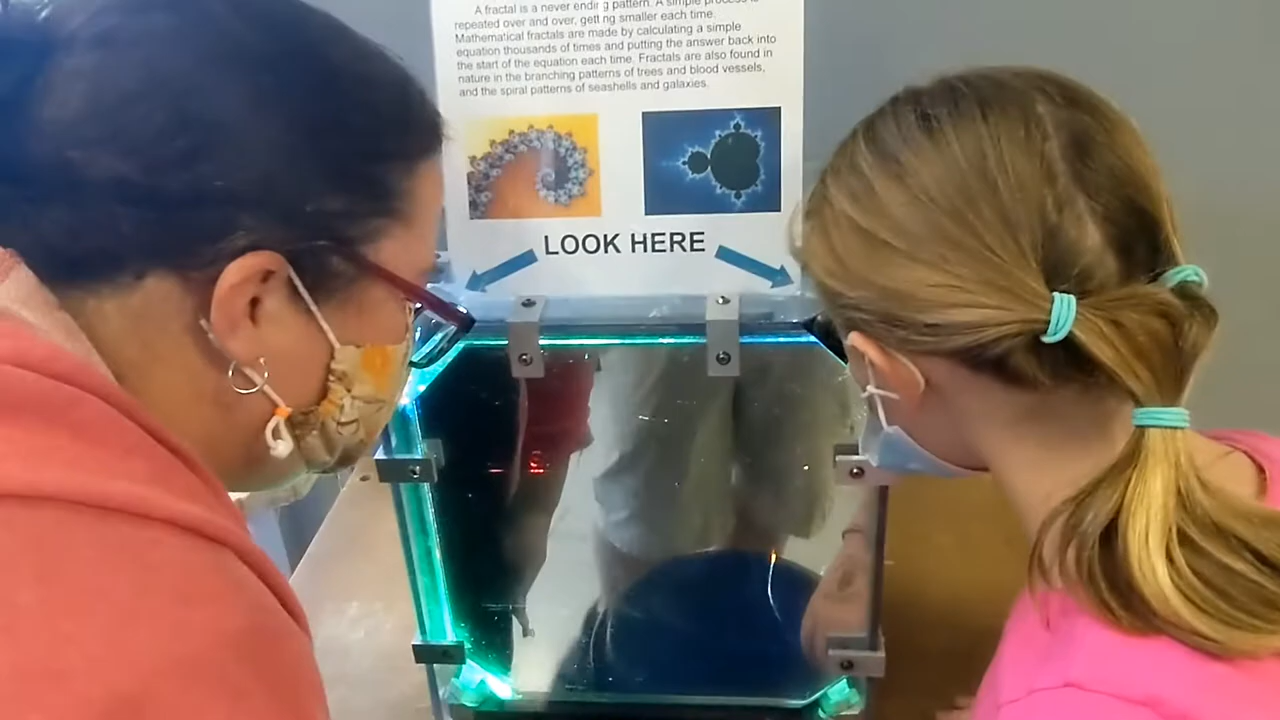 A fractal is a never ending pattern. A simple process is
repeated over and over, getting smaller each time.
Mathematical fractals are made by calculating a simple
equation thousands of times and putting the answer back into
the start of the equation each time. Fractals are also found in
nature in the branching patterns of trees and blood vessels,
and the spiral patterns of seashells and galaxies.
LOOK HERE